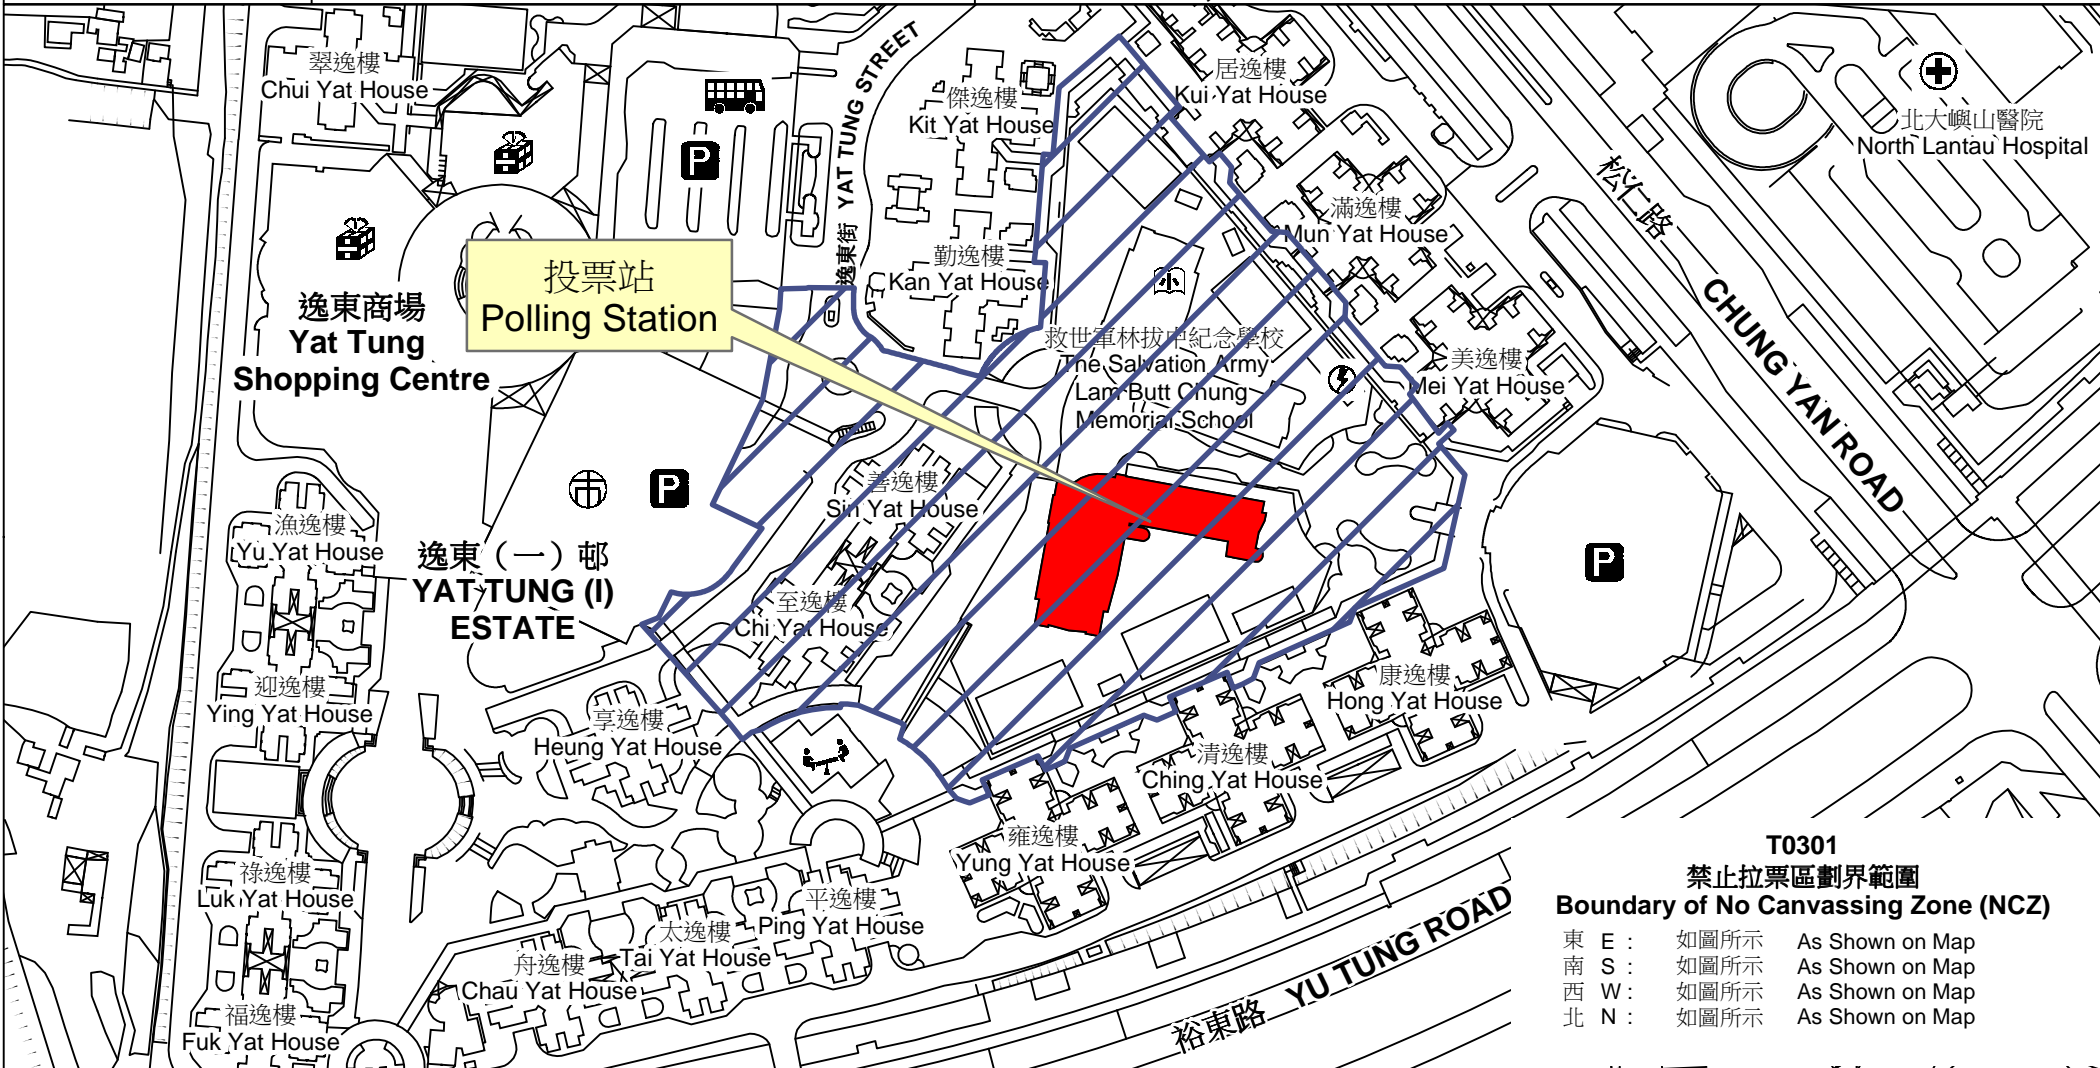 翠逸樓
Chui Yat House
逸東街 YAT TUNG STREET
傑逸樓
Kit Yat House
居逸樓
Kui Yat House
北大嶼山醫院
North Lantau Hospital
P
松仁路 CHUNG YAN ROAD
滿逸樓
Mun Yat House
勤逸樓
Kan Yat House
小
投票站
Polling Station
逸東商場
Yat Tung
Shopping Centre
救世軍林拔中紀念學校
The Salvation Army
Lam Butt Chung
Memorial School
美逸樓
Mei Yat House
市
P
善逸樓
Sin Yat House
漁逸樓
Yu Yat House
逸東（一）邨
YAT TUNG (I)
ESTATE
P
至逸樓
Chi Yat House
迎逸樓
Ying Yat House
享逸樓
Heung Yat House
康逸樓
Hong Yat House
清逸樓
Ching Yat House
雍逸樓
Yung Yat House
祿逸樓
Luk Yat House
平逸樓
Ping Yat House
太逸樓
Tai Yat House
舟逸樓
Chau Yat House
福逸樓
Fuk Yat House
裕東路 YU TUNG ROAD
T0301
禁止拉票區劃界範圍
Boundary of No Canvassing Zone (NCZ)
東 E : 如圖所示 As Shown on Map
南 S : 如圖所示 As Shown on Map
西 W : 如圖所示 As Shown on Map
北 N : 如圖所示 As Shown on Map